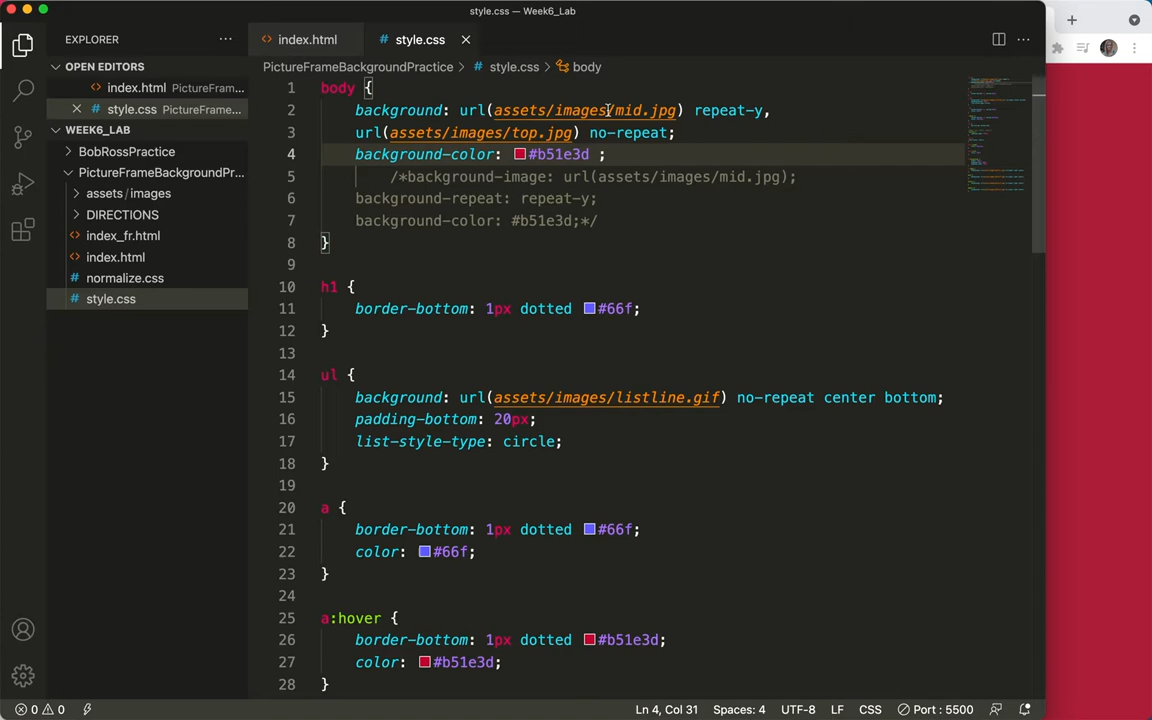 style.css — Week6_Lab
EXPLORER
OPEN EDITORS
index.html PictureFram...
style.css PictureFrame...
WEEK6_LAB
BobRossPractice
PictureFrameBackgroundPr...
assets/images
DIRECTIONS
index_fr.html
index.html
normalize.css
style.css
index.html
style.css
PictureFrameBackgroundPractice > style.css > body
1 body {
2 background: url(assets/images/mid.jpg) repeat-y,
3 url(assets/images/top.jpg) no-repeat;
4 background-color: #b51e3d ;
5 /*background-image: url(assets/images/mid.jpg);
6 background-repeat: repeat-y;
7 background-color: #b51e3d;*/
8 }
9
10 h1 {
11 border-bottom: 1px dotted #66f;
12 }
13
14 ul {
15 background: url(assets/images/listline.gif) no-repeat center bottom;
16 padding-bottom: 20px;
17 list-style-type: circle;
18 }
19
20 a {
21 border-bottom: 1px dotted #66f;
22 color: #66f;
23 }
24
25 a:hover {
26 border-bottom: 1px dotted #b51e3d;
27 color: #b51e3d;
28 }
0 0 Ln 4, Col 31 Spaces: 4 UTF-8 LF CSS Port : 5500